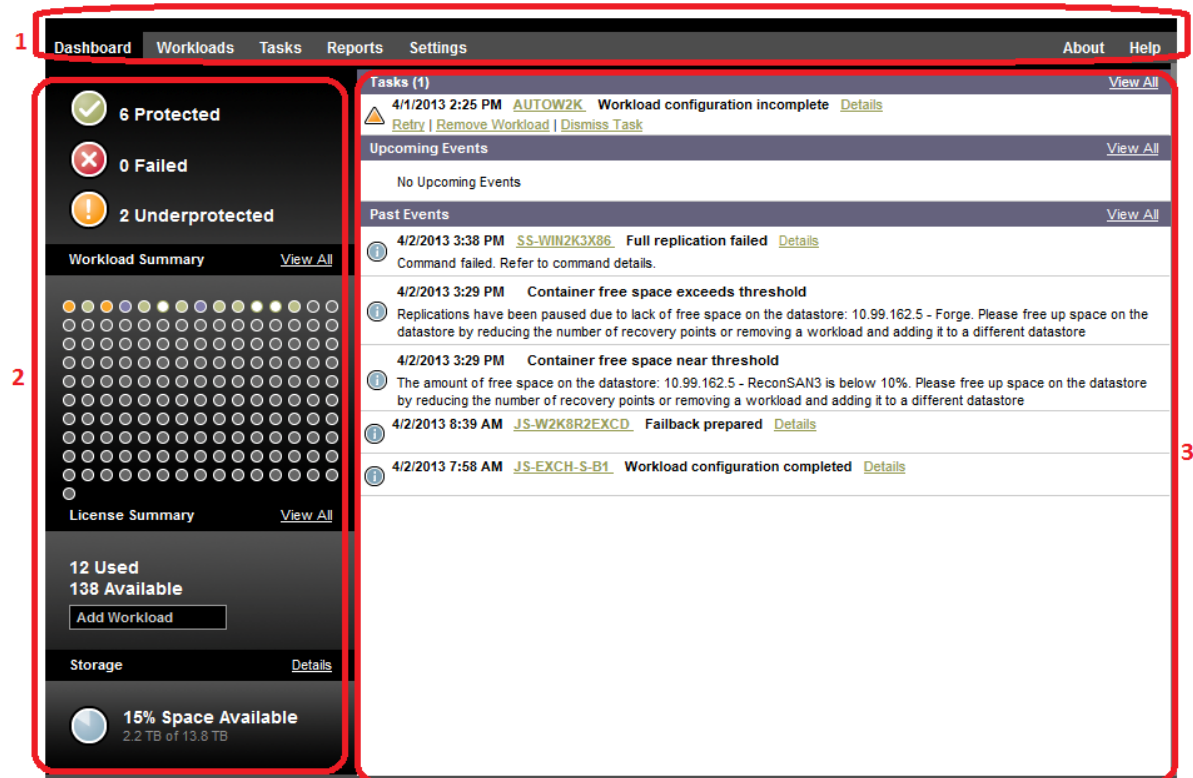 1
Dashboard Workloads Tasks Reports Settings About Help
2
6 Protected
0 Failed
2 Underprotected
Workload Summary View All
License Summary View All
12 Used
138 Available
Add Workload
Storage Details
15% Space Available
2.2 TB of 13.8 TB
3
Tasks (1) View All
4/1/2013 2:25 PM AUTOW2K Workload configuration incomplete Details
Retry | Remove Workload | Dismiss Task
Upcoming Events View All
No Upcoming Events
Past Events View All
4/2/2013 3:38 PM SS-WIN2K3X86 Full replication failed Details
Command failed. Refer to command details.
4/2/2013 3:29 PM Container free space exceeds threshold
Replications have been paused due to lack of free space on the datastore: 10.99.162.5 - Forge. Please free up space on the
datastore by reducing the number of recovery points or removing a workload and adding it to a different datastore
4/2/2013 3:29 PM Container free space near threshold
The amount of free space on the datastore: 10.99.162.5 - ReconSAN3 is below 10%. Please free up space on the datastore
by reducing the number of recovery points or removing a workload and adding it to a different datastore
4/2/2013 8:39 AM JS-W2K8R2EXCD Failback prepared Details
4/2/2013 7:58 AM JS-EXCH-S-B1 Workload configuration completed Details